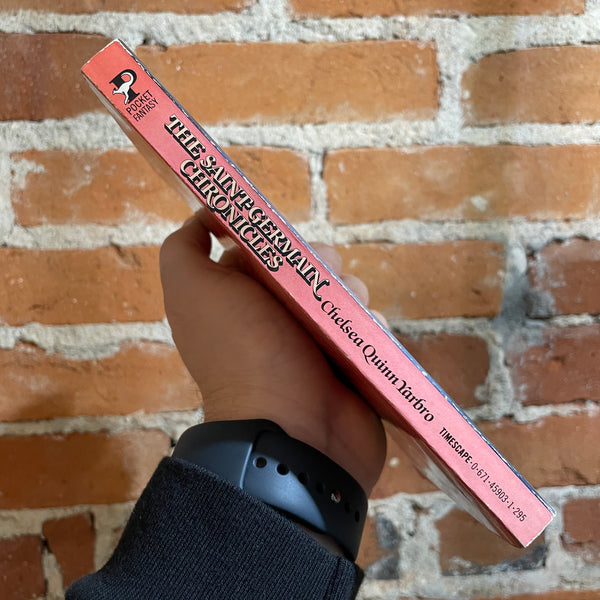 POCKET
FANTASY
THE SAINT-GERMAIN
CHRONICLES
Chelsea Quinn Yarbro
TIMESCAPE·0-671-45903-1·295